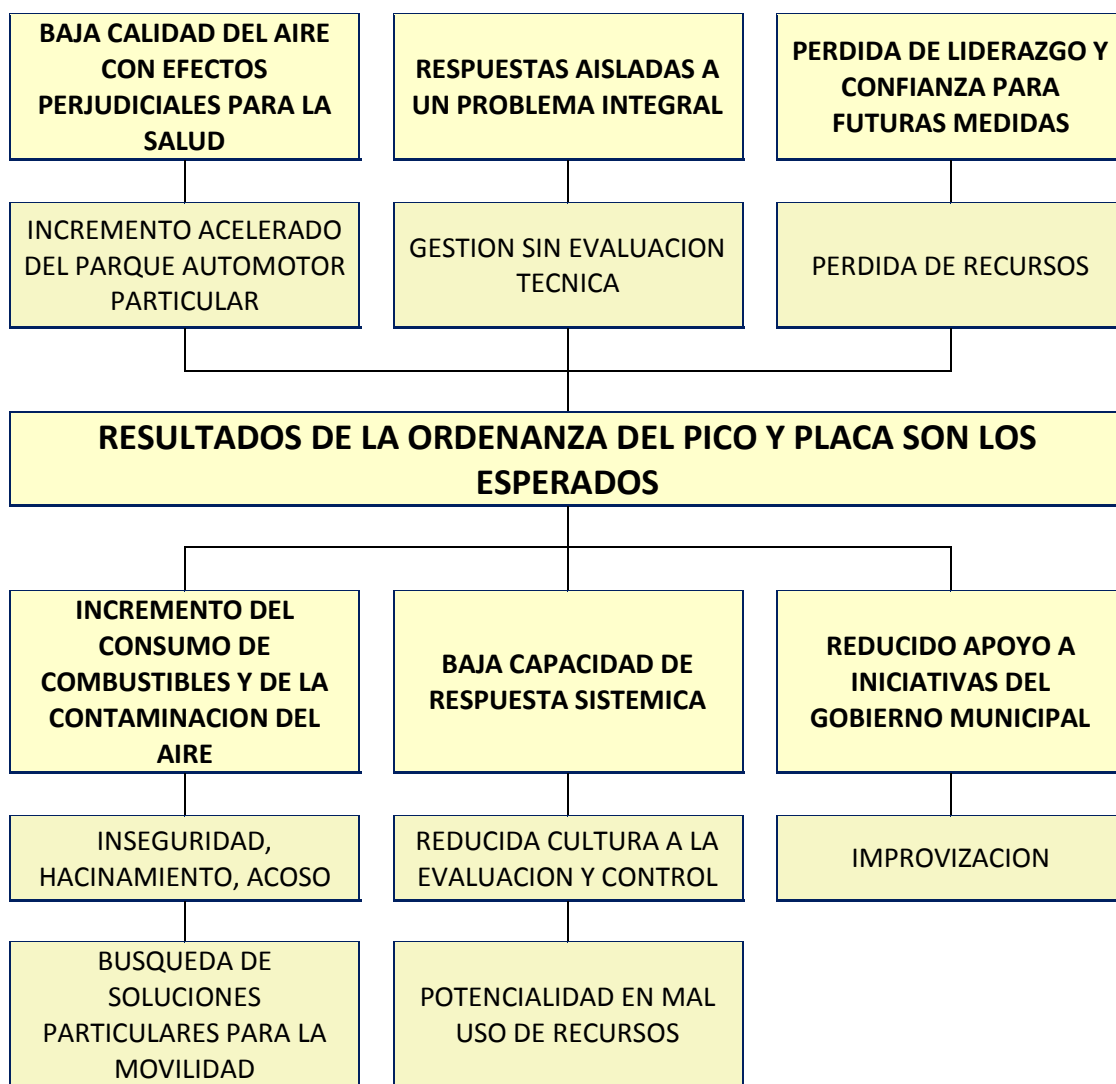 BAJA CALIDAD DEL AIRE
CON EFECTOS
PERJUDICIALES PARA LA
SALUD
RESPUESTAS AISLADAS A
UN PROBLEMA INTEGRAL
PERDIDA DE LIDERAZGO Y
CONFIANZA PARA
FUTURAS MEDIDAS
INCREMENTO ACELERADO
DEL PARQUE AUTOMOTOR
PARTICULAR
GESTION SIN EVALUACION
TECNICA
PERDIDA DE RECURSOS
RESULTADOS DE LA ORDENANZA DEL PICO Y PLACA SON LOS
ESPERADOS
INCREMENTO DEL
CONSUMO DE
COMBUSTIBLES Y DE LA
CONTAMINACION DEL
AIRE
BAJA CAPACIDAD DE
RESPUESTA SISTEMICA
REDUCIDO APOYO A
INICIATIVAS DEL
GOBIERNO MUNICIPAL
INSEGURIDAD,
HACINAMIENTO, ACOSO
REDUCIDA CULTURA A LA
EVALUACION Y CONTROL
IMPROVIZACION
BUSQUEDA DE
SOLUCIONES
PARTICULARES PARA LA
MOVILIDAD
POTENCIALIDAD EN MAL
USO DE RECURSOS